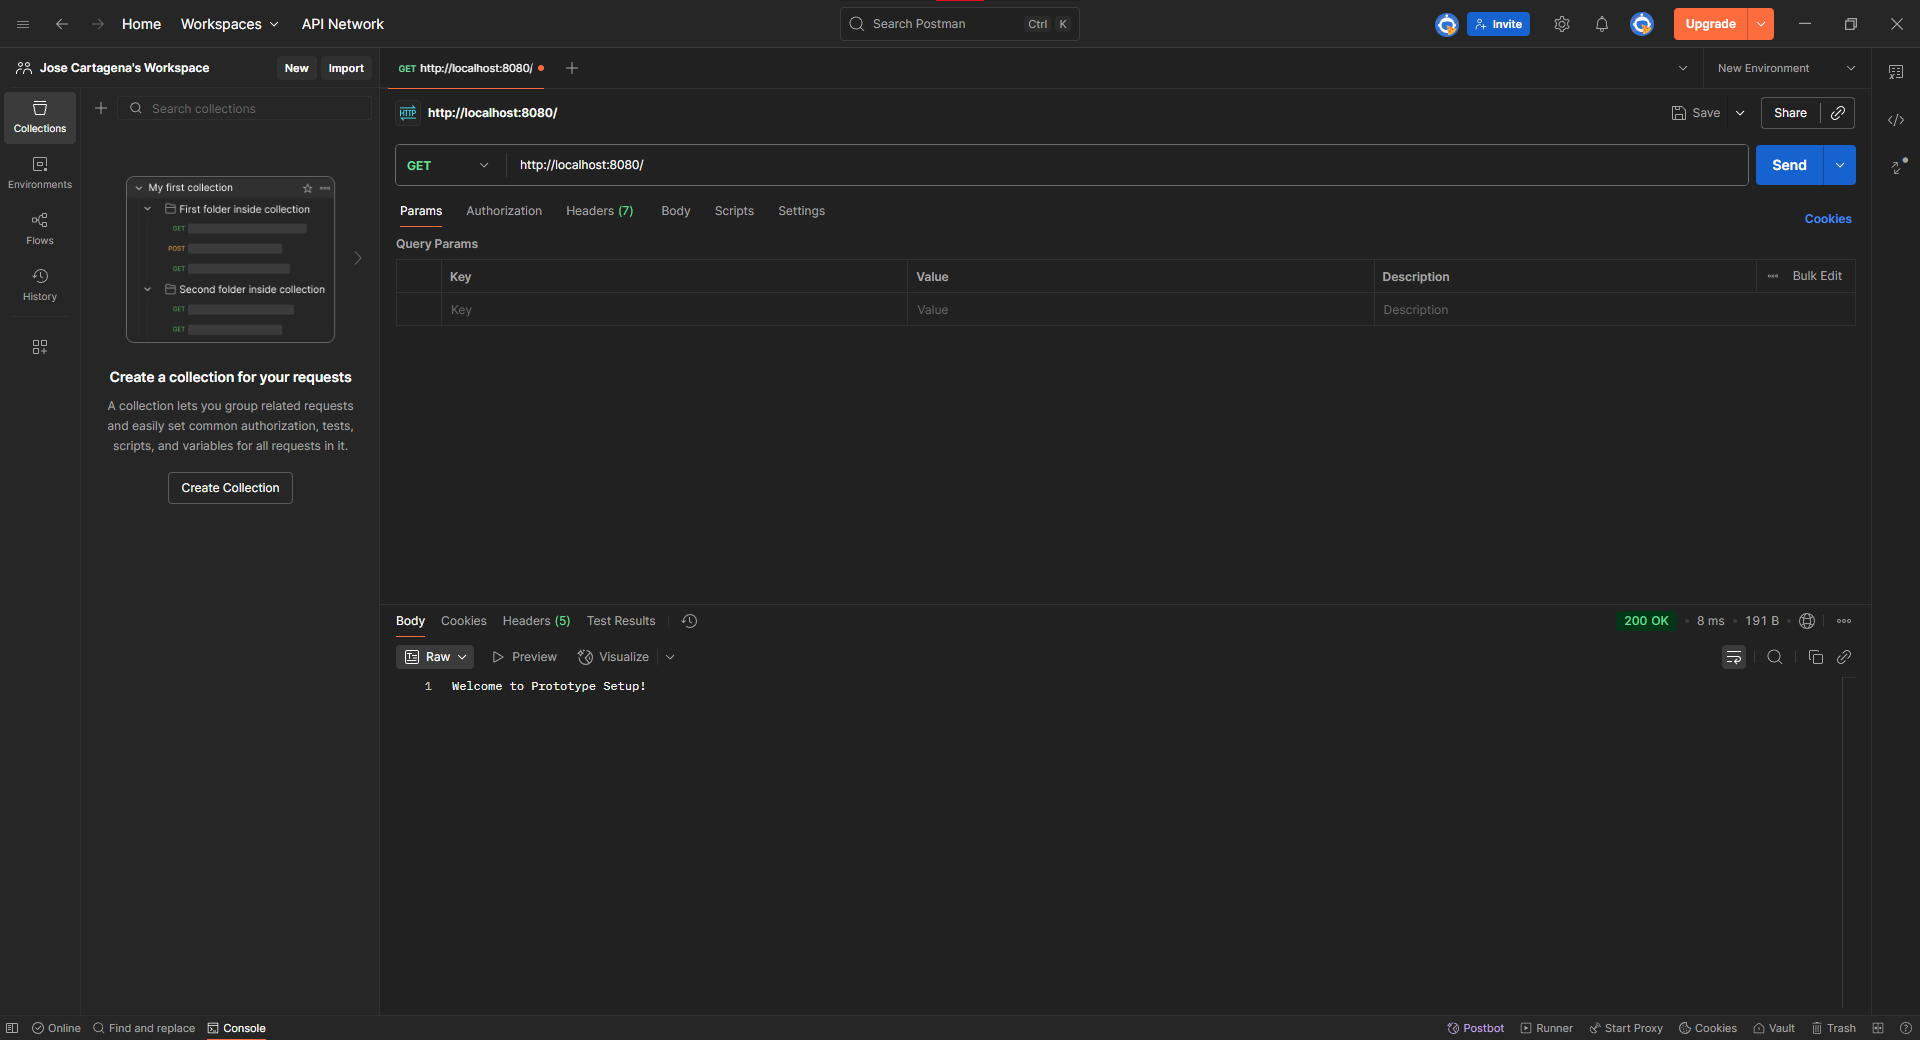 Home Workspaces API Network Search Postman Ctrl K Invite Upgrade
Jose Cartagena's Workspace New Import GET http://localhost:8080/ New Environment
Collections
Environments
Flows
History
Search collections
My first collection
First folder inside collection
GET
POST
GET
Second folder inside collection
GET
GET
Create a collection for your requests
A collection lets you group related requests
and easily set common authorization, tests,
scripts, and variables for all requests in it.
Create Collection
HTTP http://localhost:8080/ Save Share
GET http://localhost:8080/ Send
Params Authorization Headers (7) Body Scripts Settings Cookies
Query Params
Key Value Description Bulk Edit
Key Value Description
Body Cookies Headers (5) Test Results 200 OK 8 ms 191 B
Raw Preview Visualize
1 Welcome to Prototype Setup!
Online Find and replace Console Postbot Runner Start Proxy Cookies Vault Trash